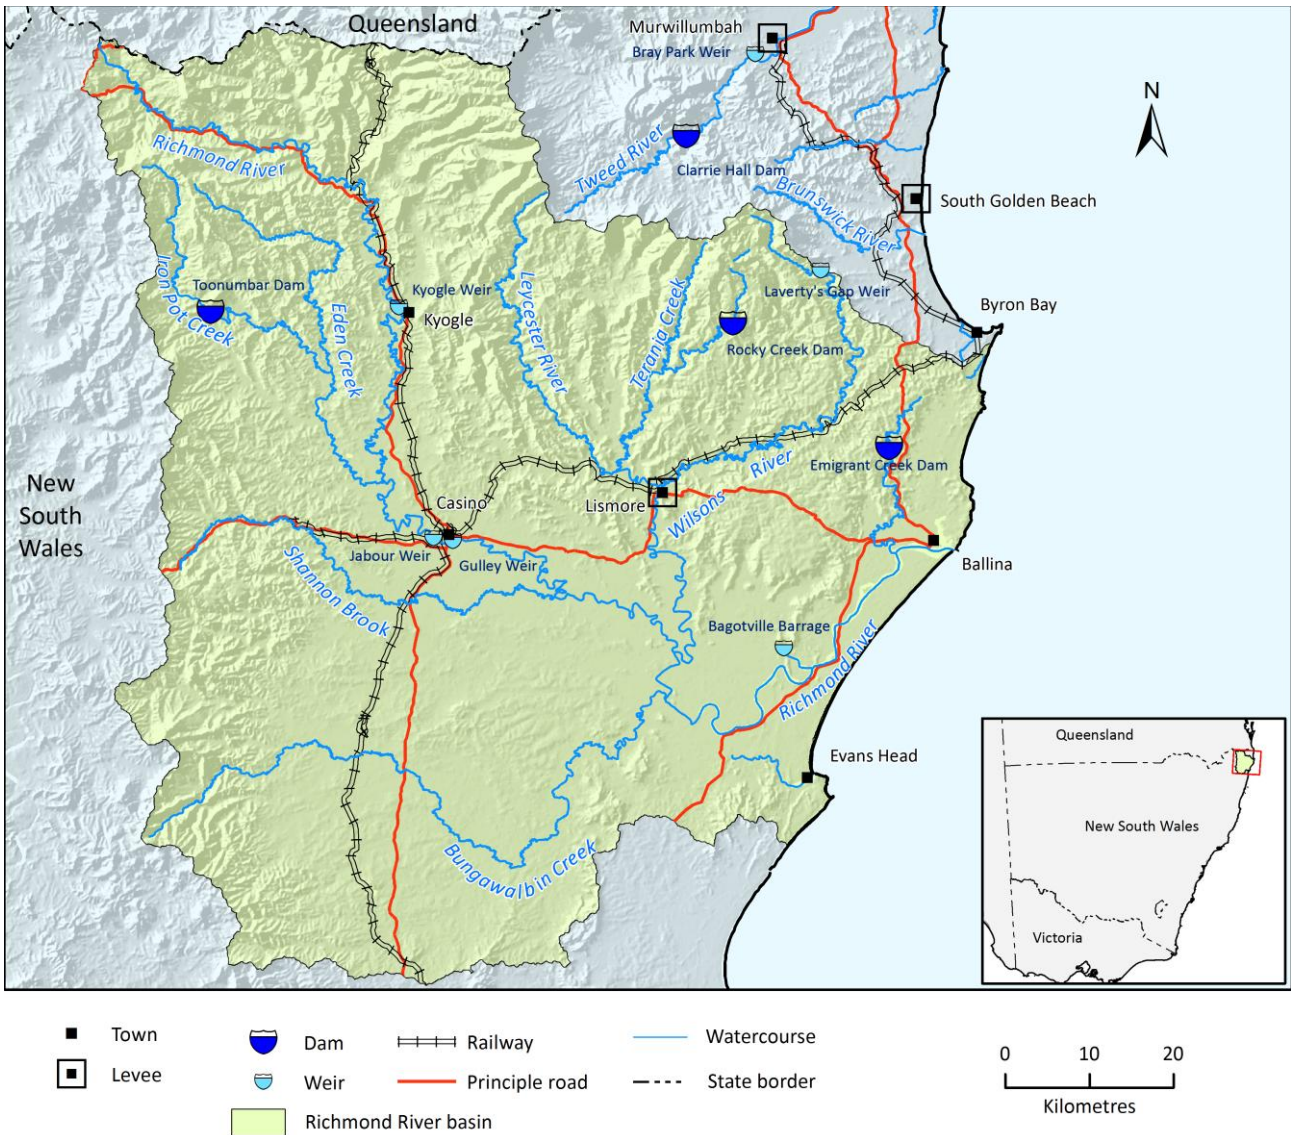 Queensland
Murwillumbah
Bray Park Weir
N
Richmond River
Tweed River
Clarrie Hall Dam
Brunswick River
South Golden Beach
Iron Pot Creek
Toonumbar Dam
Eden Creek
Kyogle Weir
Kyogle
Leycester River
Terania Creek
Laverty's Gap Weir
Rocky Creek Dam
Byron Bay
New
South
Wales
Casino
Lismore
Wilsons River
Emigrant Creek Dam
Jabour Weir
Gulley Weir
Ballina
Shannon Brook
Bagotville Barrage
Richmond River
Evans Head
Bungawalbin Creek
Queensland
New South Wales
Victoria
Town
Dam
Railway
Watercourse
Levee
Weir
Principle road
State border
Richmond River basin
0 10 20
Kilometres